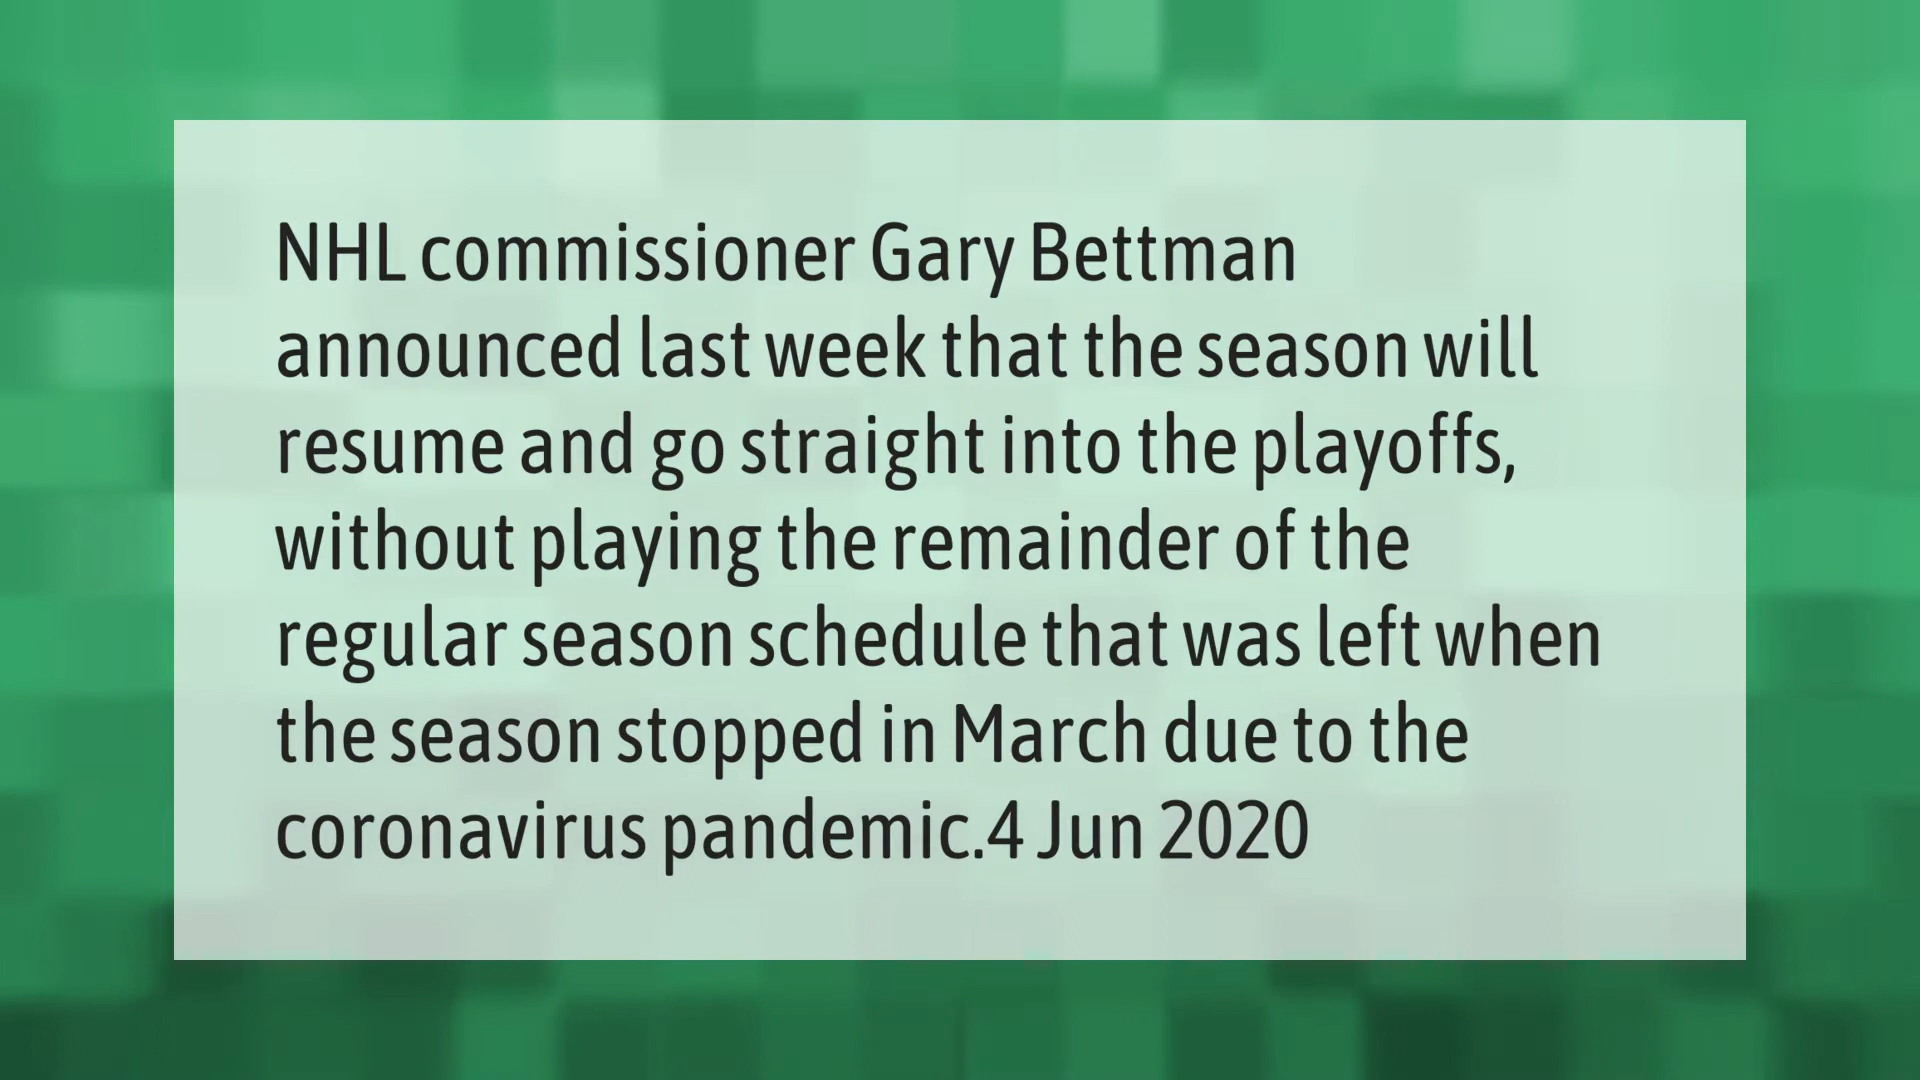 NHL commissioner Gary Bettman
announced last week that the season will
resume and go straight into the playoffs,
without playing the remainder of the
regular season schedule that was left when
the season stopped in March due to the
coronavirus pandemic.4 Jun 2020